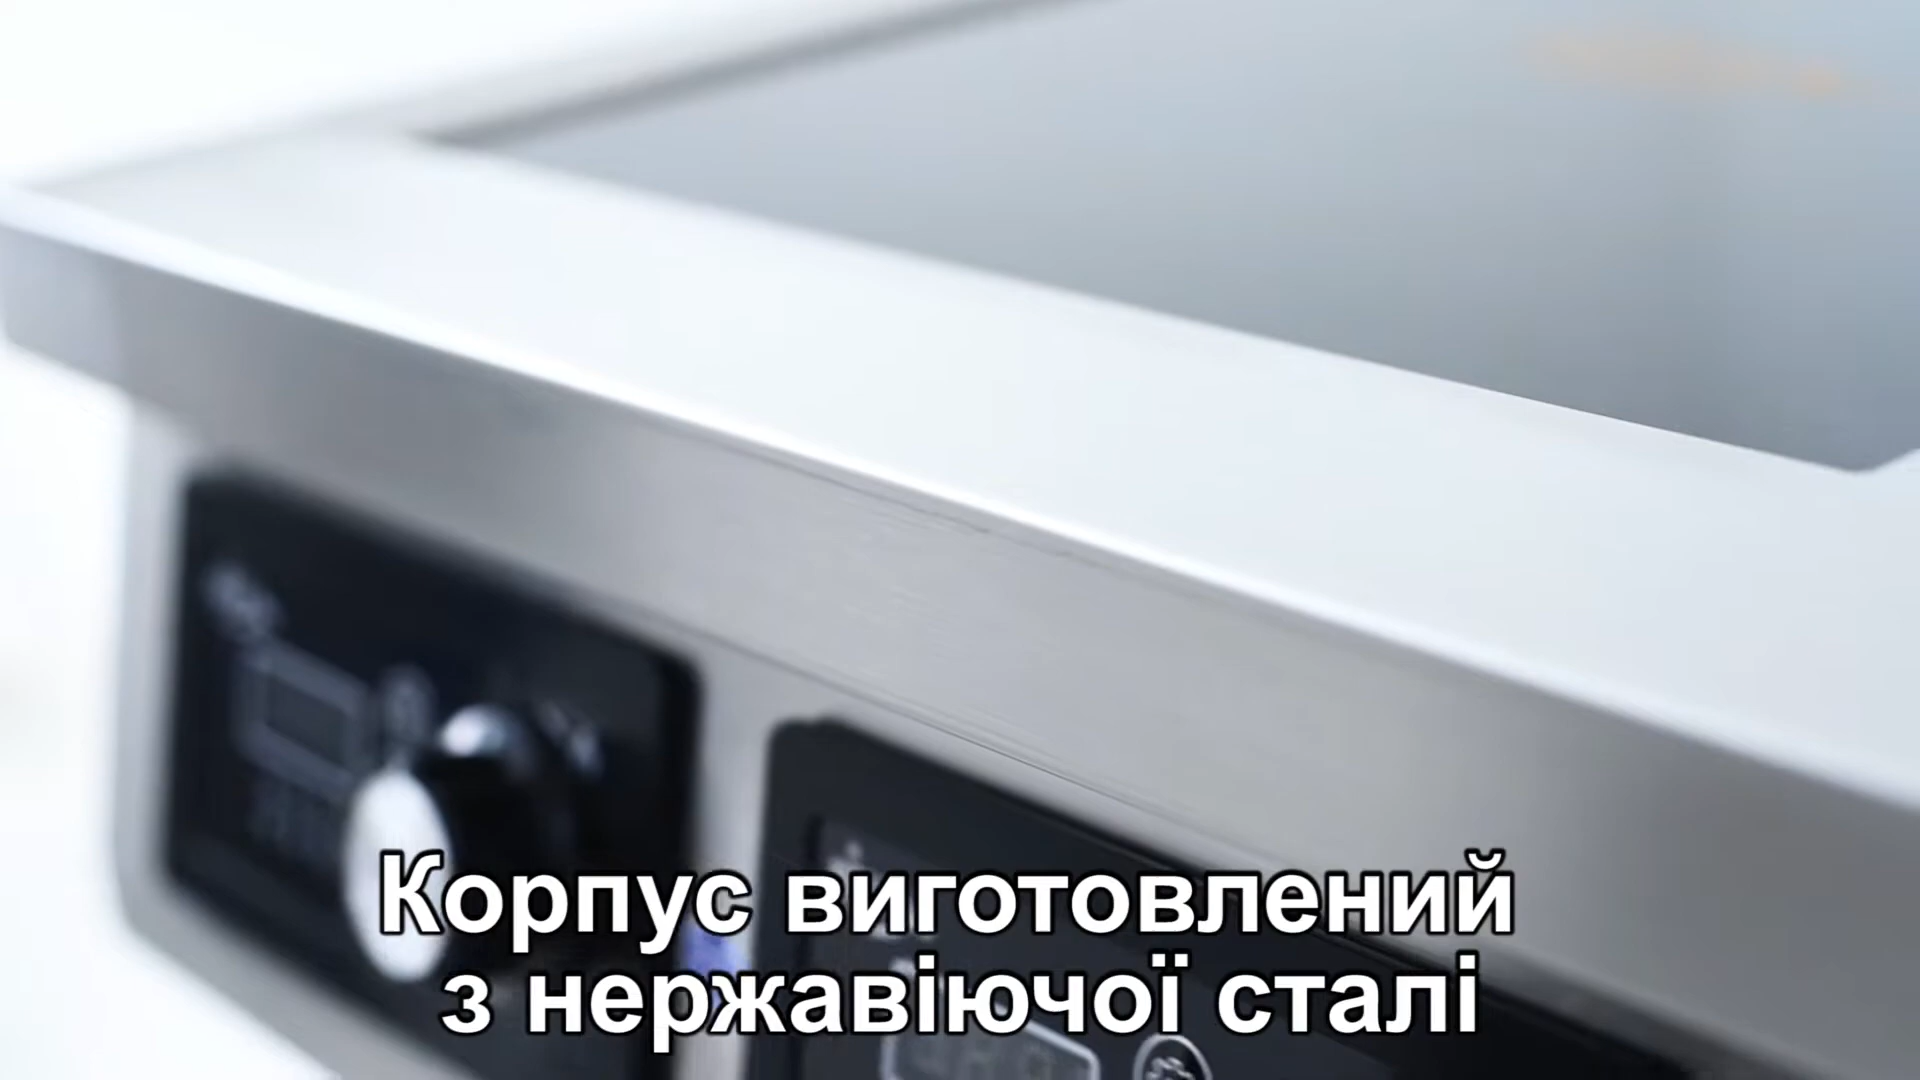 Корпус виготовлений
з нержавіючої сталі